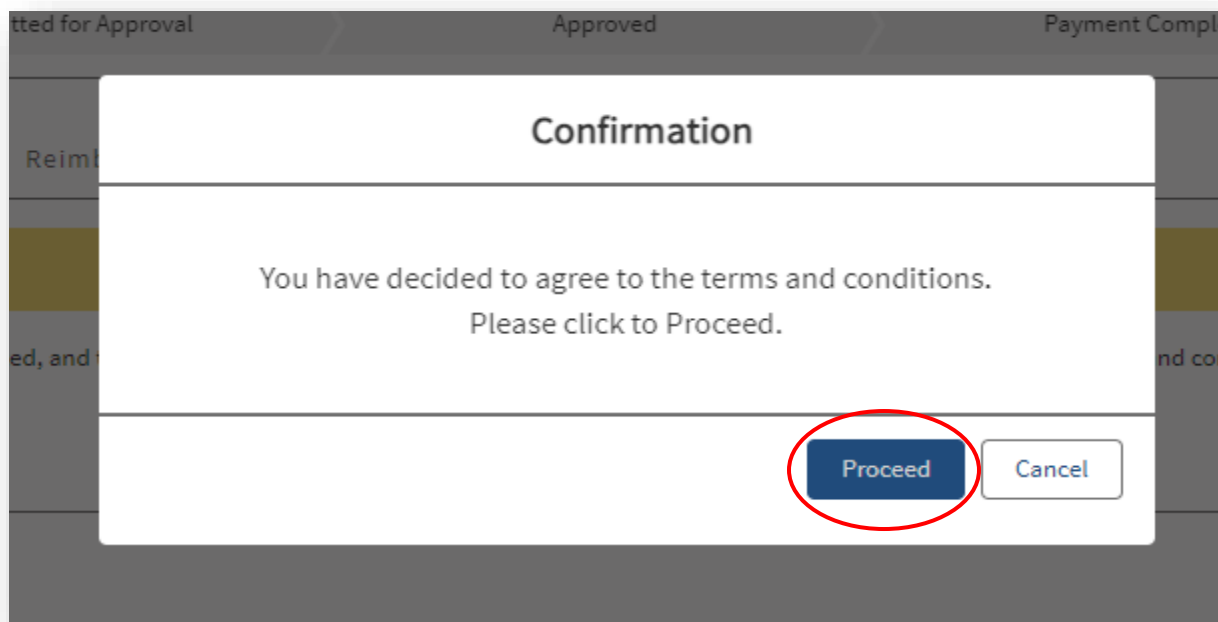 tted for Approval
Approved
Payment Compl
Reimb
Confirmation
You have decided to agree to the terms and conditions.
Please click to Proceed.
ed, and
nd co
Proceed
Cancel